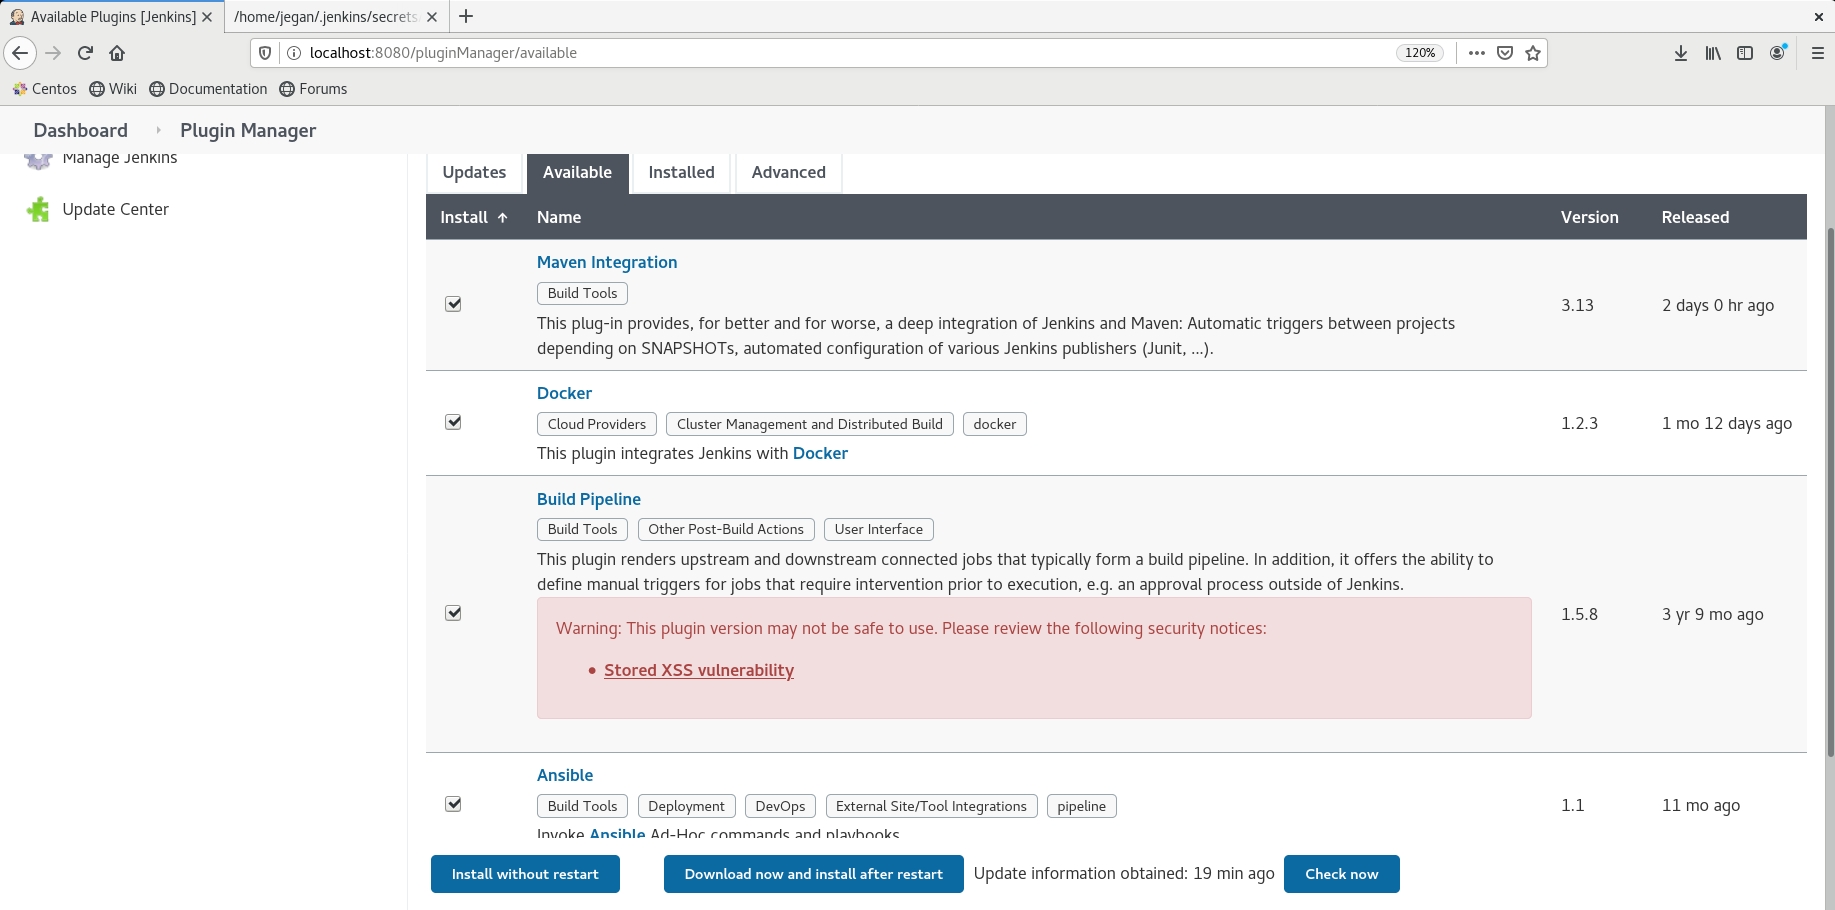 Available Plugins [Jenkins]
/home/jegan/.jenkins/secrets
localhost:8080/pluginManager/available
120%
Centos
Wiki
Documentation
Forums
Dashboard
Plugin Manager
Manage Jenkins
Update Center
Updates
Available
Installed
Advanced
Install ↑ Name Version Released
Maven Integration
Build Tools
This plug-in provides, for better and for worse, a deep integration of Jenkins and Maven: Automatic triggers between projects
depending on SNAPSHOTs, automated configuration of various Jenkins publishers (Junit, ...).
3.13
2 days 0 hr ago
Docker
Cloud Providers
Cluster Management and Distributed Build
docker
This plugin integrates Jenkins with Docker
1.2.3
1 mo 12 days ago
Build Pipeline
Build Tools
Other Post-Build Actions
User Interface
This plugin renders upstream and downstream connected jobs that typically form a build pipeline. In addition, it offers the ability to
define manual triggers for jobs that require intervention prior to execution, e.g. an approval process outside of Jenkins.
Warning: This plugin version may not be safe to use. Please review the following security notices:
• Stored XSS vulnerability
1.5.8
3 yr 9 mo ago
Ansible
Build Tools
Deployment
DevOps
External Site/Tool Integrations
pipeline
Invoke Ansible Ad-Hoc commands and playbooks
1.1
11 mo ago
Install without restart
Download now and install after restart
Update information obtained: 19 min ago
Check now